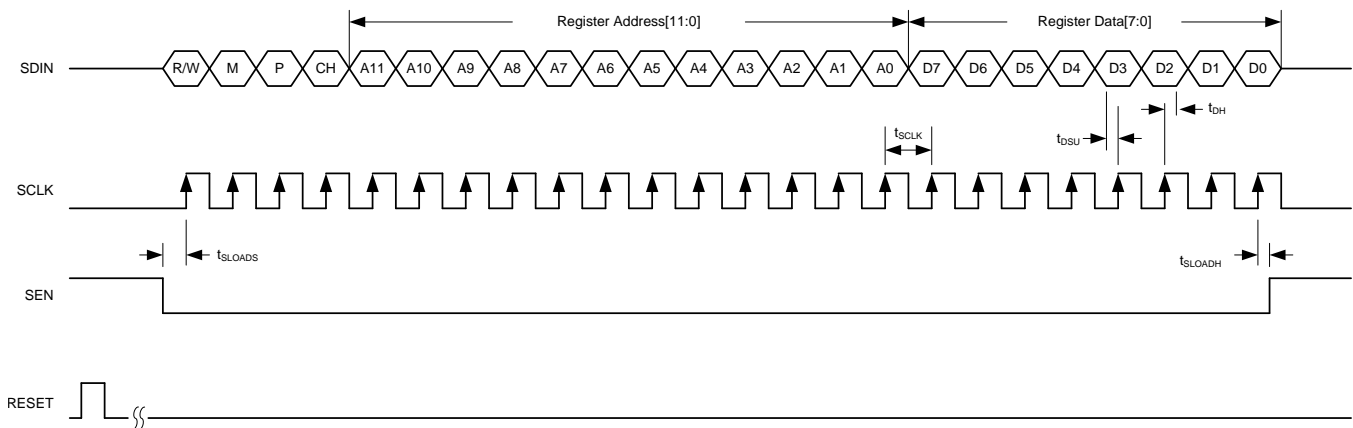 Register Address[11:0] Register Data[7:0]
SDIN R/W M P CH A11 A10 A9 A8 A7 A6 A5 A4 A3 A2 A1 A0 D7 D6 D5 D4 D3 D2 D1 D0
tDH
tSCLK
tDSU
SCLK
tSLOADS tSLOADH
SEN
RESET